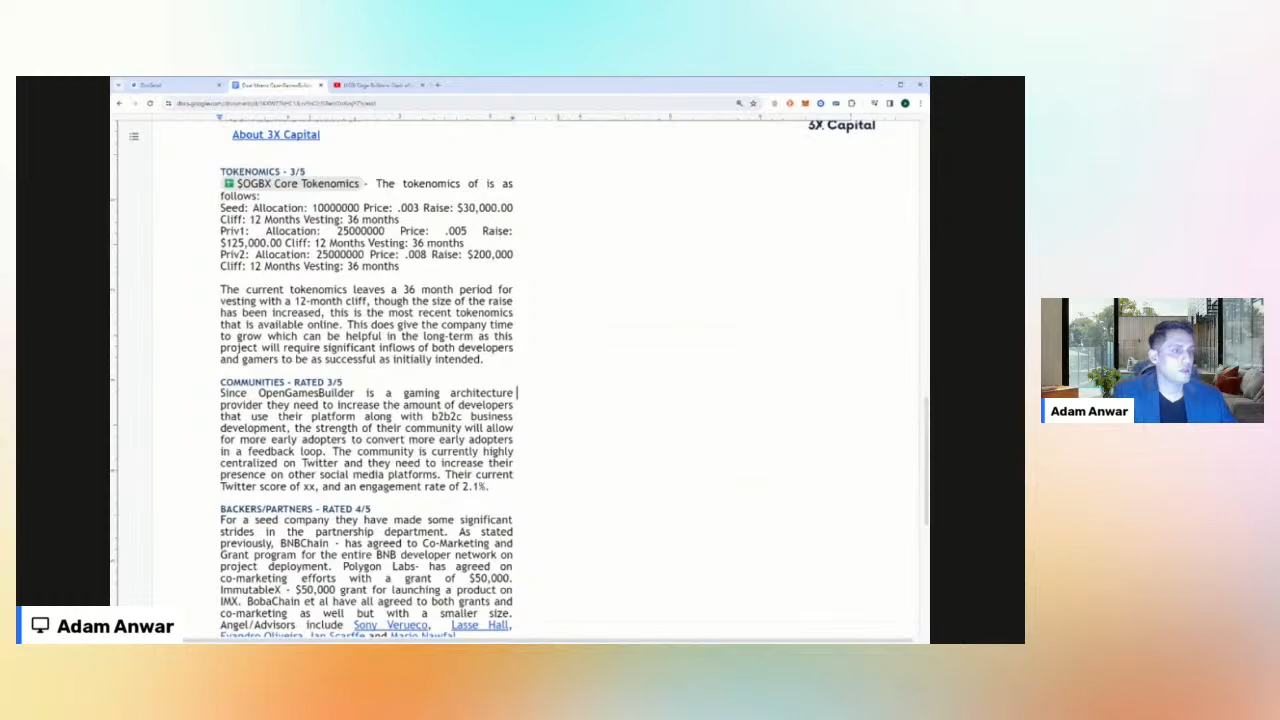 DocSend
docs.google.com/document/d/
About 3X Capital
3X Capital
TOKENOMICS - 3/5
$OGBX Core Tokenomics - The tokenomics of is as
follows:
Seed: Allocation: 10000000 Price: .003 Raise: $30,000.00
Cliff: 12 Months Vesting: 36 months
Priv1: Allocation: 25000000 Price: .005 Raise:
$125,000.00 Cliff: 12 Months Vesting: 36 months
Priv2: Allocation: 25000000 Price: .008 Raise: $200,000
Cliff: 12 Months Vesting: 36 months
The current tokenomics leaves a 36 month period for
vesting with a 12-month cliff, though the size of the raise
has been increased, this is the most recent tokenomics
that is available online. This does give the company time
to grow which can be helpful in the long-term as this
project will require significant inflows of both developers
and gamers to be as successful as initially intended.
COMMUNITIES - RATED 3/5
Since OpenGamesBuilder is a gaming architecture
provider they need to increase the amount of developers
that use their platform along with b2b2c business
development, the strength of their community will allow
for more early adopters to convert more early adopters
in a feedback loop. The community is currently highly
centralized on Twitter and they need to increase their
presence on other social media platforms. Their current
Twitter score of xx, and an engagement rate of 2.1%.
BACKERS/PARTNERS - RATED 4/5
For a seed company they have made some significant
strides in the partnership department. As stated
previously, BNBChain - has agreed to Co-Marketing and
Grant program for the entire BNB developer network on
project deployment. Polygon Labs- has agreed on
co-marketing efforts with a grant of $50,000.
ImmutableX - $50,000 grant for launching a product on
IMX. BobaChain et al have all agreed to both grants and
co-marketing as well but with a smaller size.
Angel/Advisors include Sony Verueco, Lasse Hall,
Evandro Oliveira, Ian Scarffe and Mario Nawfal.
Adam Anwar
Adam Anwar